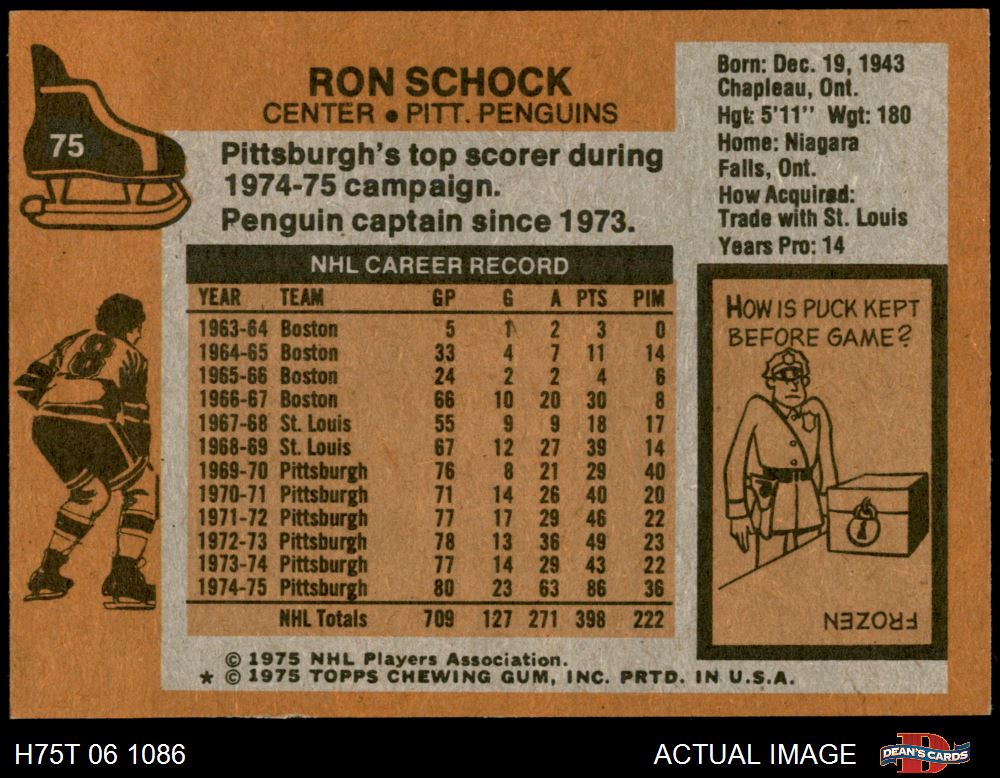 75
RON SCHOCK
CENTER • PITT. PENGUINS
Pittsburgh's top scorer during
1974-75 campaign.
Penguin captain since 1973.
Born: Dec. 19, 1943
Chapleau, Ont.
Hgt: 5'11" Wgt: 180
Home: Niagara
Falls, Ont.
How Acquired:
Trade with St. Louis
Years Pro: 14
NHL CAREER RECORD
YEAR TEAM GP G A PTS PIM
1963-64 Boston 5 1 2 3 0
1964-65 Boston 33 4 7 11 14
1965-66 Boston 24 2 2 4 6
1966-67 Boston 66 10 20 30 8
1967-68 St. Louis 55 9 9 18 17
1968-69 St. Louis 67 12 27 39 14
1969-70 Pittsburgh 76 8 21 29 40
1970-71 Pittsburgh 71 14 26 40 20
1971-72 Pittsburgh 77 17 29 46 22
1972-73 Pittsburgh 78 13 36 49 23
1973-74 Pittsburgh 77 14 29 43 22
1974-75 Pittsburgh 80 23 63 86 36
NHL Totals 709 127 271 398 222
8
HOW IS PUCK KEPT
BEFORE GAME?
FROZEN
© 1975 NHL Players Association.
★ © 1975 TOPPS CHEWING GUM, INC. PRTD. IN U.S.A.
H75T 06 1086
ACTUAL IMAGE
D
DEAN'S CARDS